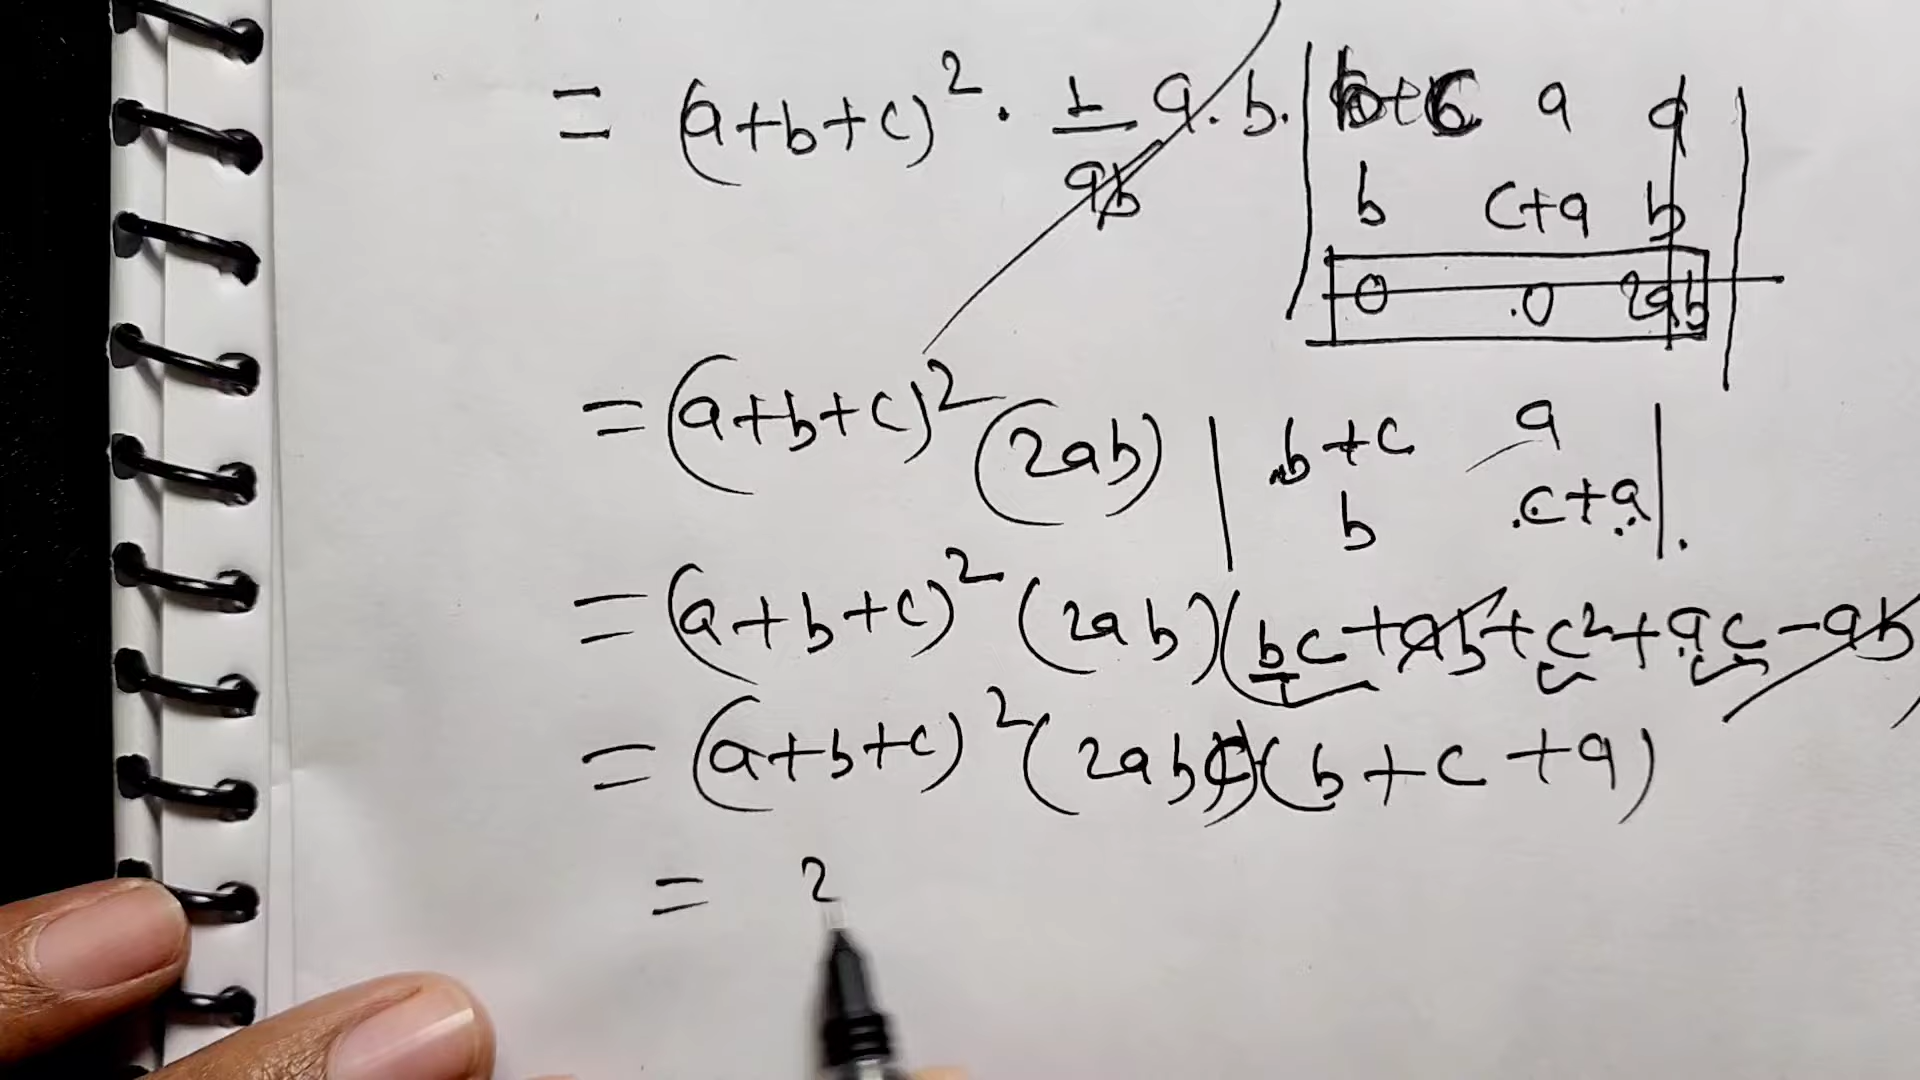 = (a+b+c)² · 1/ab a. b. | b+c a a |
b c+a b
0 .0 2ab
= (a+b+c)² (2ab) | b+c a |
b c+a .
= (a+b+c)² (2ab) (bc+ab+c²+ac-ab
= (a+b+c)² (2abc) (b+c+a)
= 2